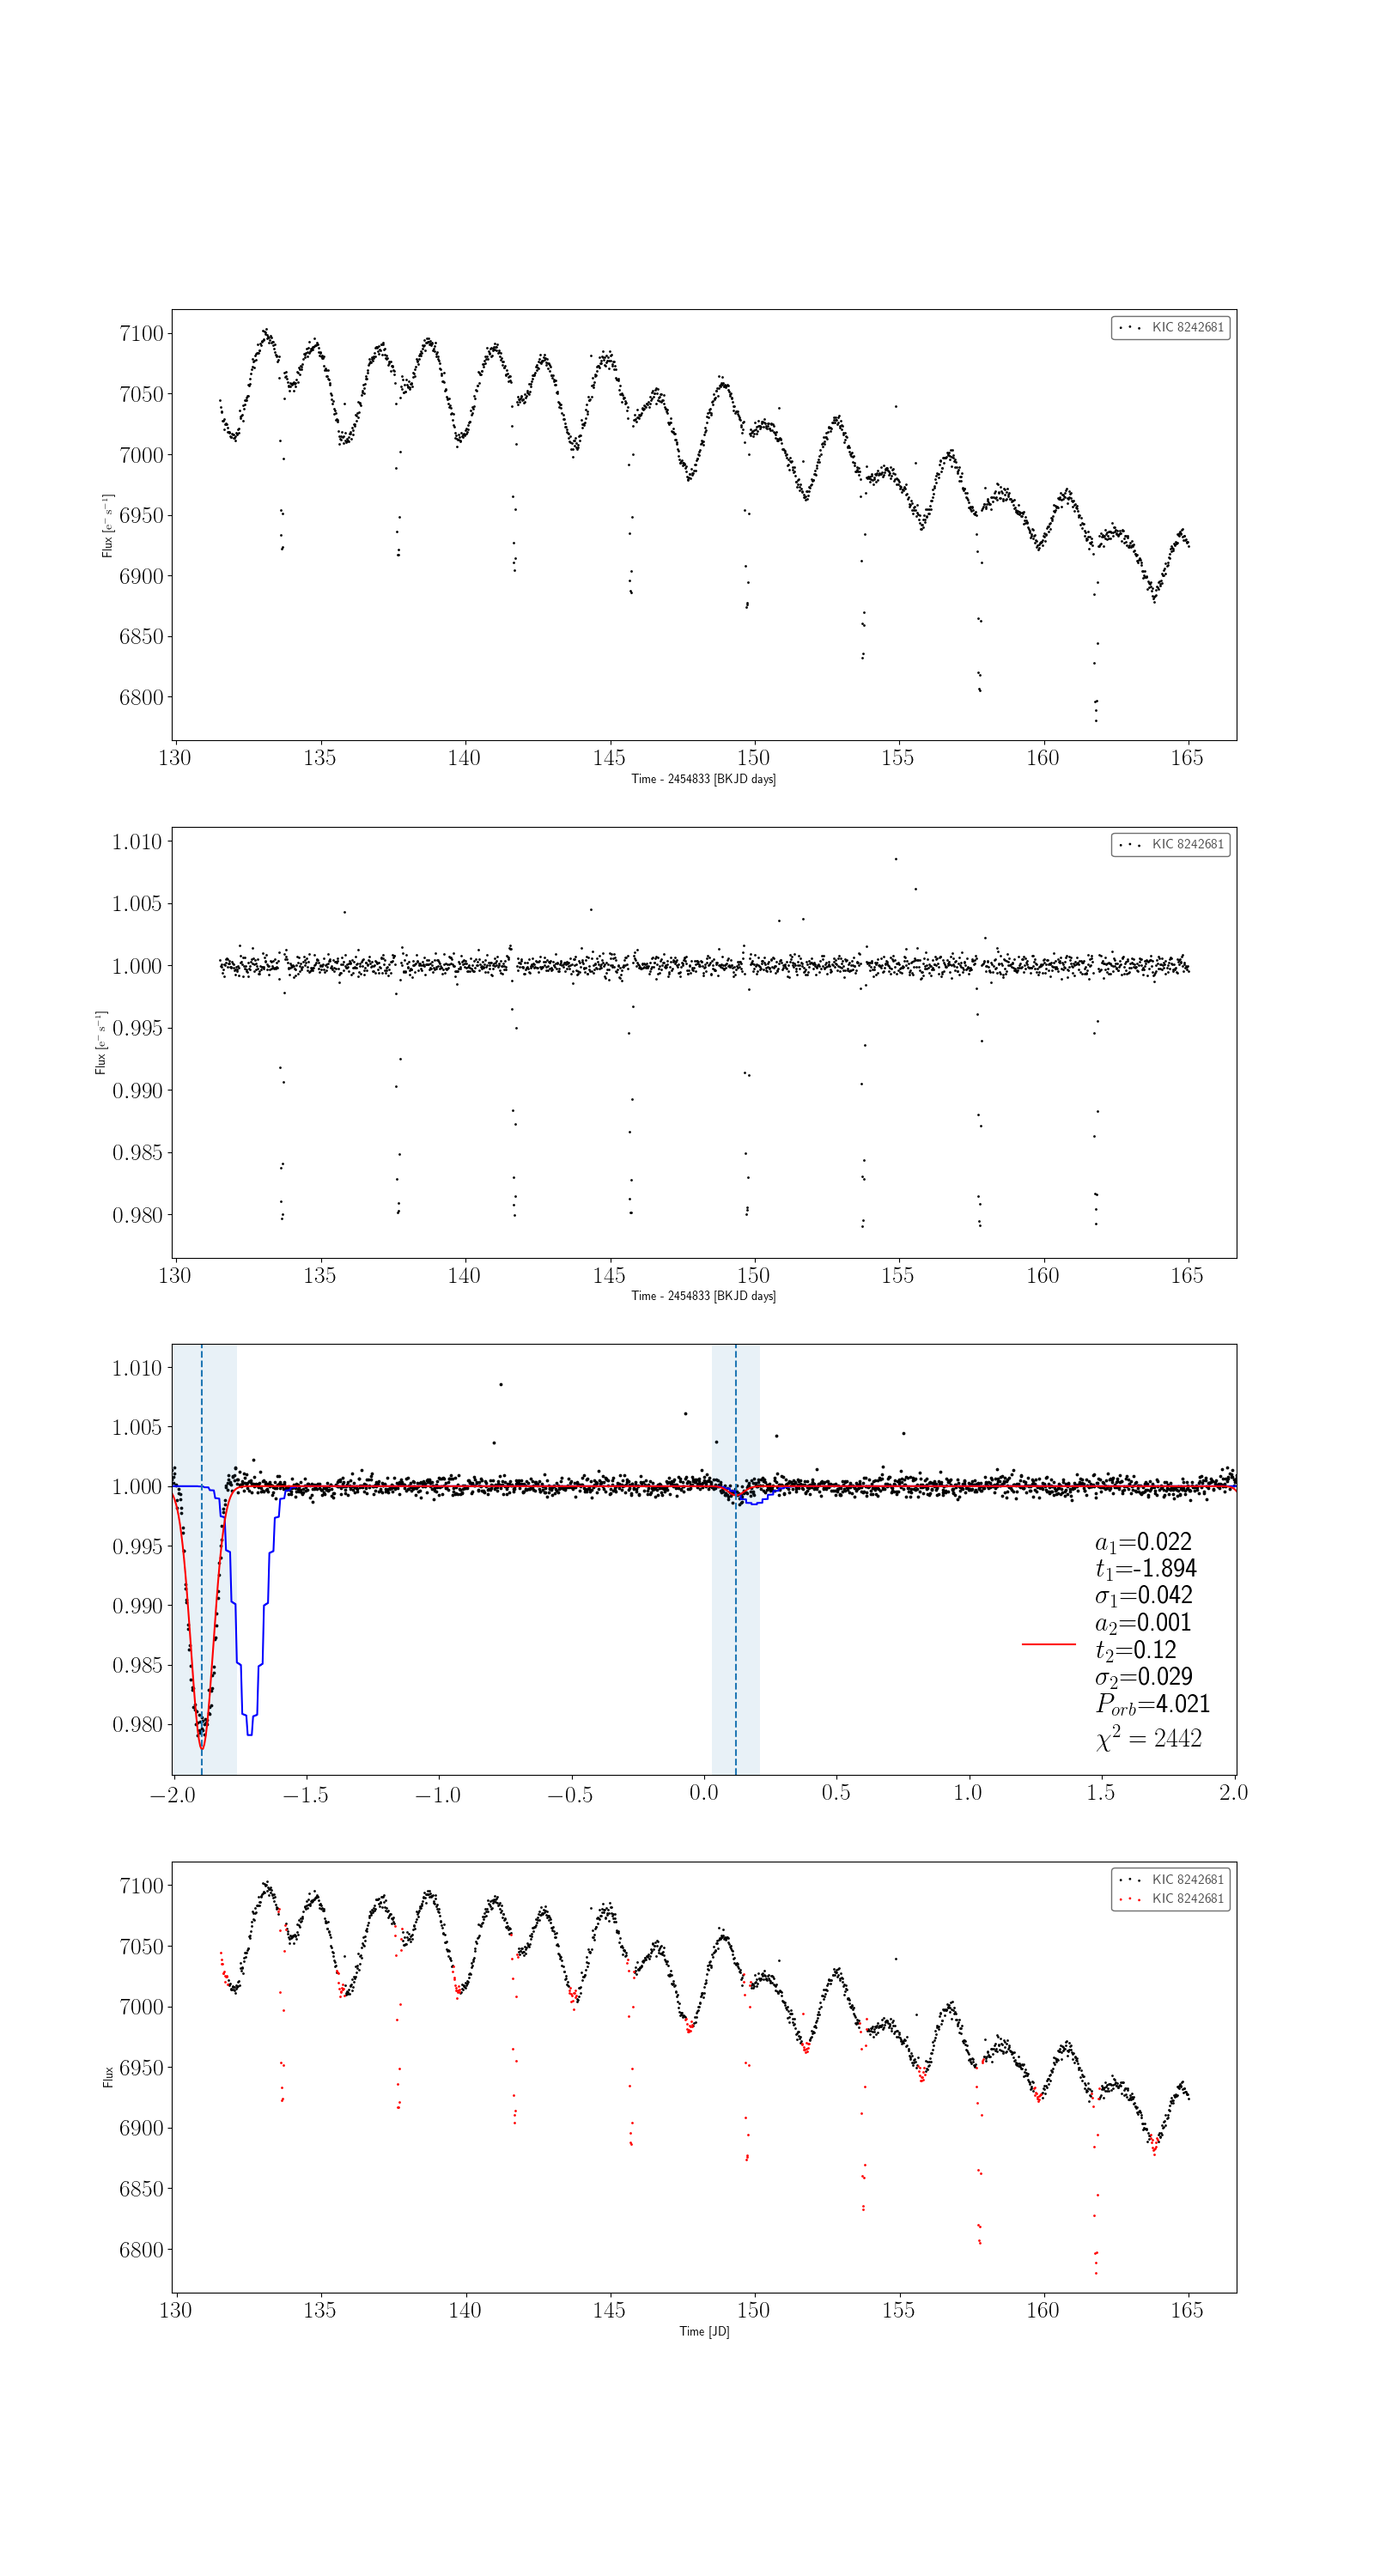 KIC 8242681
7100
7050
7000
6950
6900
6850
6800
Flux [e⁻ s⁻¹]
130 135 140 145 150 155 160 165
Time - 2454833 [BKJD days]
KIC 8242681
1.010
1.005
1.000
0.995
0.990
0.985
0.980
Flux [e⁻ s⁻¹]
130 135 140 145 150 155 160 165
Time - 2454833 [BKJD days]
1.010
1.005
1.000
0.995
0.990
0.985
0.980
a₁=0.022
t₁=-1.894
σ₁=0.042
a₂=0.001
t₂=0.12
σ₂=0.029
P_orb=4.021
χ² = 2442
−2.0 −1.5 −1.0 −0.5 0.0 0.5 1.0 1.5 2.0
KIC 8242681
KIC 8242681
7100
7050
7000
6950
6900
6850
6800
Flux
130 135 140 145 150 155 160 165
Time [JD]